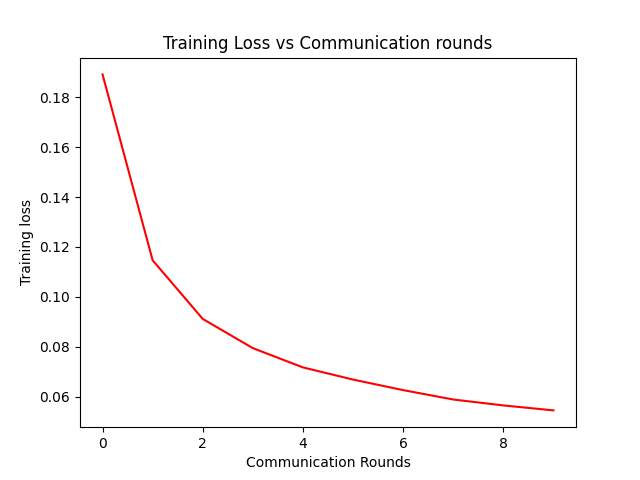 Training Loss vs Communication rounds
0.18
0.16
0.14
0.12
0.10
0.08
0.06
Training loss
0 2 4 6 8
Communication Rounds